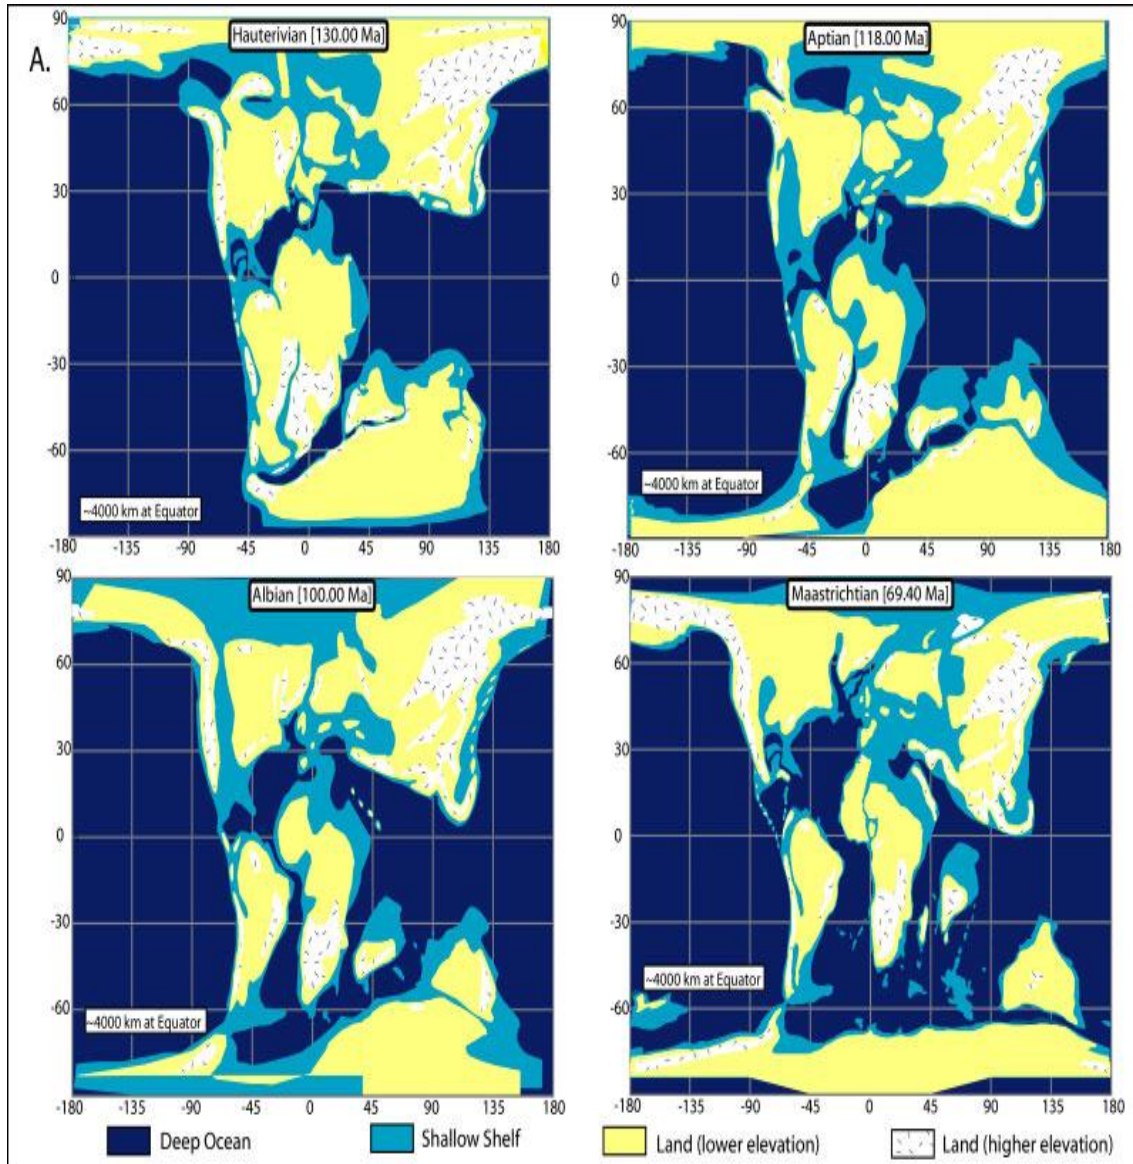 A.
Hauterivian [130.00 Ma]
90
60
30
0
-30
-60
~4000 km at Equator
-180 -135 -90 -45 0 45 90 135 180
Aptian [118.00 Ma]
90
60
30
0
-30
-60
~4000 km at Equator
-180 -135 -90 -45 0 45 90 135 180
Albian [100.00 Ma]
90
60
30
0
-30
-60
~4000 km at Equator
-180 -135 -90 -45 0 45 90 135 180
Maastrichtian [69.40 Ma]
90
60
30
0
-30
-60
~4000 km at Equator
-180 -135 -90 -45 0 45 90 135 180
Deep Ocean Shallow Shelf Land (lower elevation) Land (higher elevation)